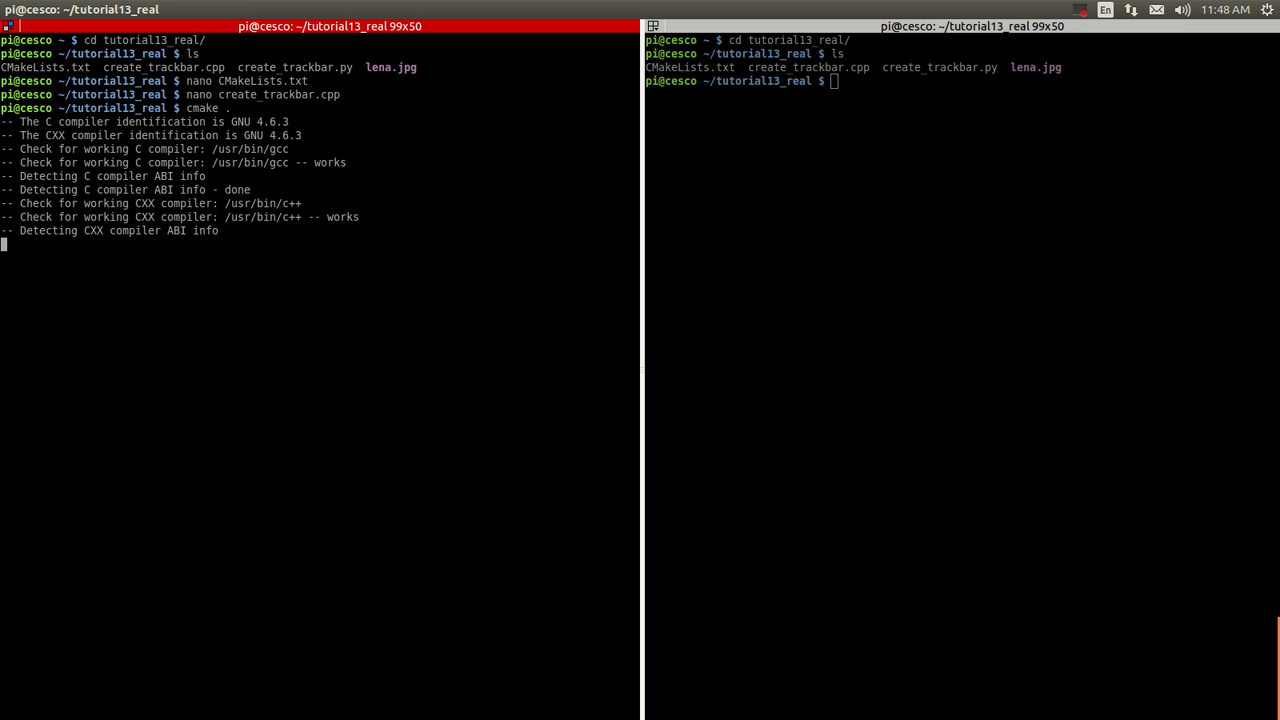 pi@cesco: ~/tutorial13_real
En
11:48 AM
pi@cesco: ~/tutorial13_real 99x50
pi@cesco ~ $ cd tutorial13_real/
pi@cesco ~/tutorial13_real $ ls
CMakeLists.txt  create_trackbar.cpp  create_trackbar.py  lena.jpg
pi@cesco ~/tutorial13_real $ nano CMakeLists.txt
pi@cesco ~/tutorial13_real $ nano create_trackbar.cpp
pi@cesco ~/tutorial13_real $ cmake .
-- The C compiler identification is GNU 4.6.3
-- The CXX compiler identification is GNU 4.6.3
-- Check for working C compiler: /usr/bin/gcc
-- Check for working C compiler: /usr/bin/gcc -- works
-- Detecting C compiler ABI info
-- Detecting C compiler ABI info - done
-- Check for working CXX compiler: /usr/bin/c++
-- Check for working CXX compiler: /usr/bin/c++ -- works
-- Detecting CXX compiler ABI info
pi@cesco: ~/tutorial13_real 99x50
pi@cesco ~ $ cd tutorial13_real/
pi@cesco ~/tutorial13_real $ ls
CMakeLists.txt  create_trackbar.cpp  create_trackbar.py  lena.jpg
pi@cesco ~/tutorial13_real $